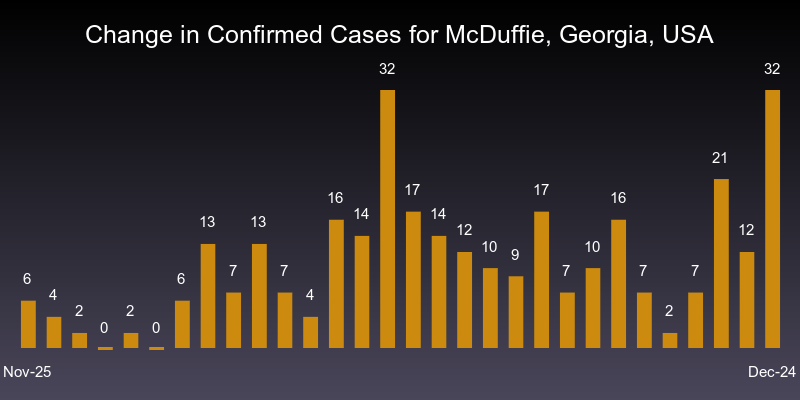 Change in Confirmed Cases for McDuffie, Georgia, USA
6 4 2 0 2 0 6 13 7 13 7 4 16 14 32 17 14 12 10 9 17 7 10 16 7 2 7 21 12 32
Nov-25 Dec-24